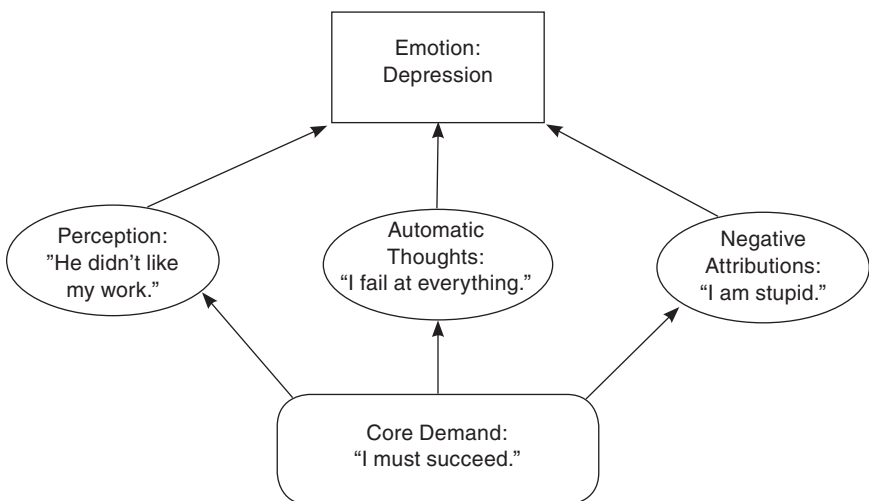 Emotion:
Depression
Perception:
”He didn’t like
my work.”
Automatic
Thoughts:
“I fail at everything.”
Negative
Attributions:
“I am stupid.”
Core Demand:
“I must succeed.”